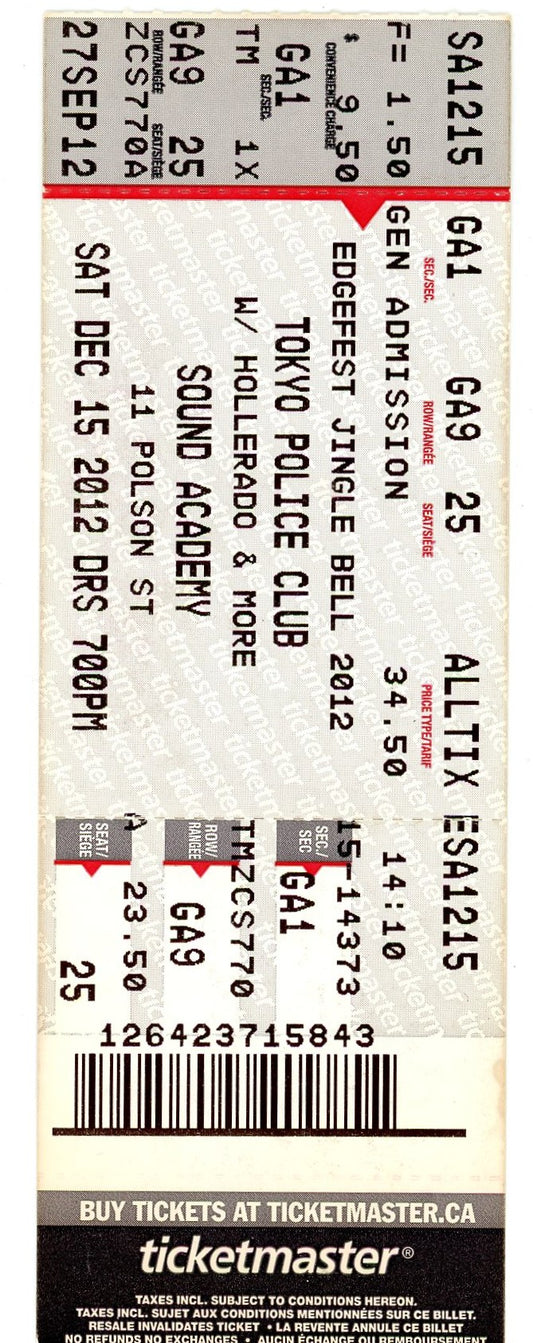 SA1215
F= 1.50
$ 9.50
CONVENIENCE CHARGE
GA1
SEC./SEC.
TM 1X
GA9 25
ROW/RANGÉE SEAT/SIÈGE
ZCS770A
27SEP12
GA1 GA9 25 ALLTIX ESA1215
SEC./SEC. ROW/RANGÉE SEAT/SIÈGE PRICE TYPE/TARIF
GEN ADMISSION 34.50 14:10
EDGEFEST JINGLE BELL 2012
TOKYO POLICE CLUB
W/ HOLLERADO & MORE
SOUND ACADEMY
11 POLSON ST
SAT DEC 15 2012 DRS 700PM
15-14373
SEC./
SEC
GA1
TMZCS770
ROW/
RANGÉE
GA9
A 23.50
SEAT/
SIÈGE
25
126423715843
BUY TICKETS AT TICKETMASTER.CA
ticketmaster®
TAXES INCL. SUBJECT TO CONDITIONS HEREON.
TAXES INCL. SUJET AUX CONDITIONS MENTIONNÉES SUR CE BILLET.
RESALE INVALIDATES TICKET • LA REVENTE ANNULE CE BILLET
NO REFUNDS NO EXCHANGES • AUCUN ÉCHANGE OU REMBOURSEMENT